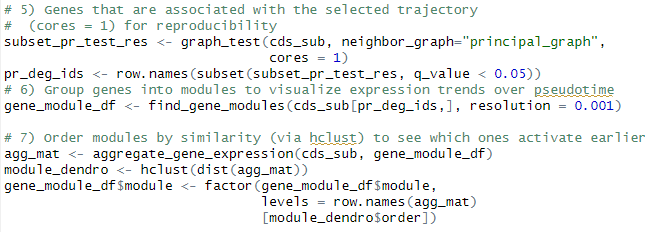 # 5) Genes that are associated with the selected trajectory
#  (cores = 1) for reproducibility
subset_pr_test_res <- graph_test(cds_sub, neighbor_graph="principal_graph",
                                 cores = 1)
pr_deg_ids <- row.names(subset(subset_pr_test_res, q_value < 0.05))
# 6) Group genes into modules to visualize expression trends over pseudotime
gene_module_df <- find_gene_modules(cds_sub[pr_deg_ids,], resolution = 0.001)

# 7) Order modules by similarity (via hclust) to see which ones activate earlier
agg_mat <- aggregate_gene_expression(cds_sub, gene_module_df)
module_dendro <- hclust(dist(agg_mat))
gene_module_df$module <- factor(gene_module_df$module,
                                levels = row.names(agg_mat)
                                [module_dendro$order])